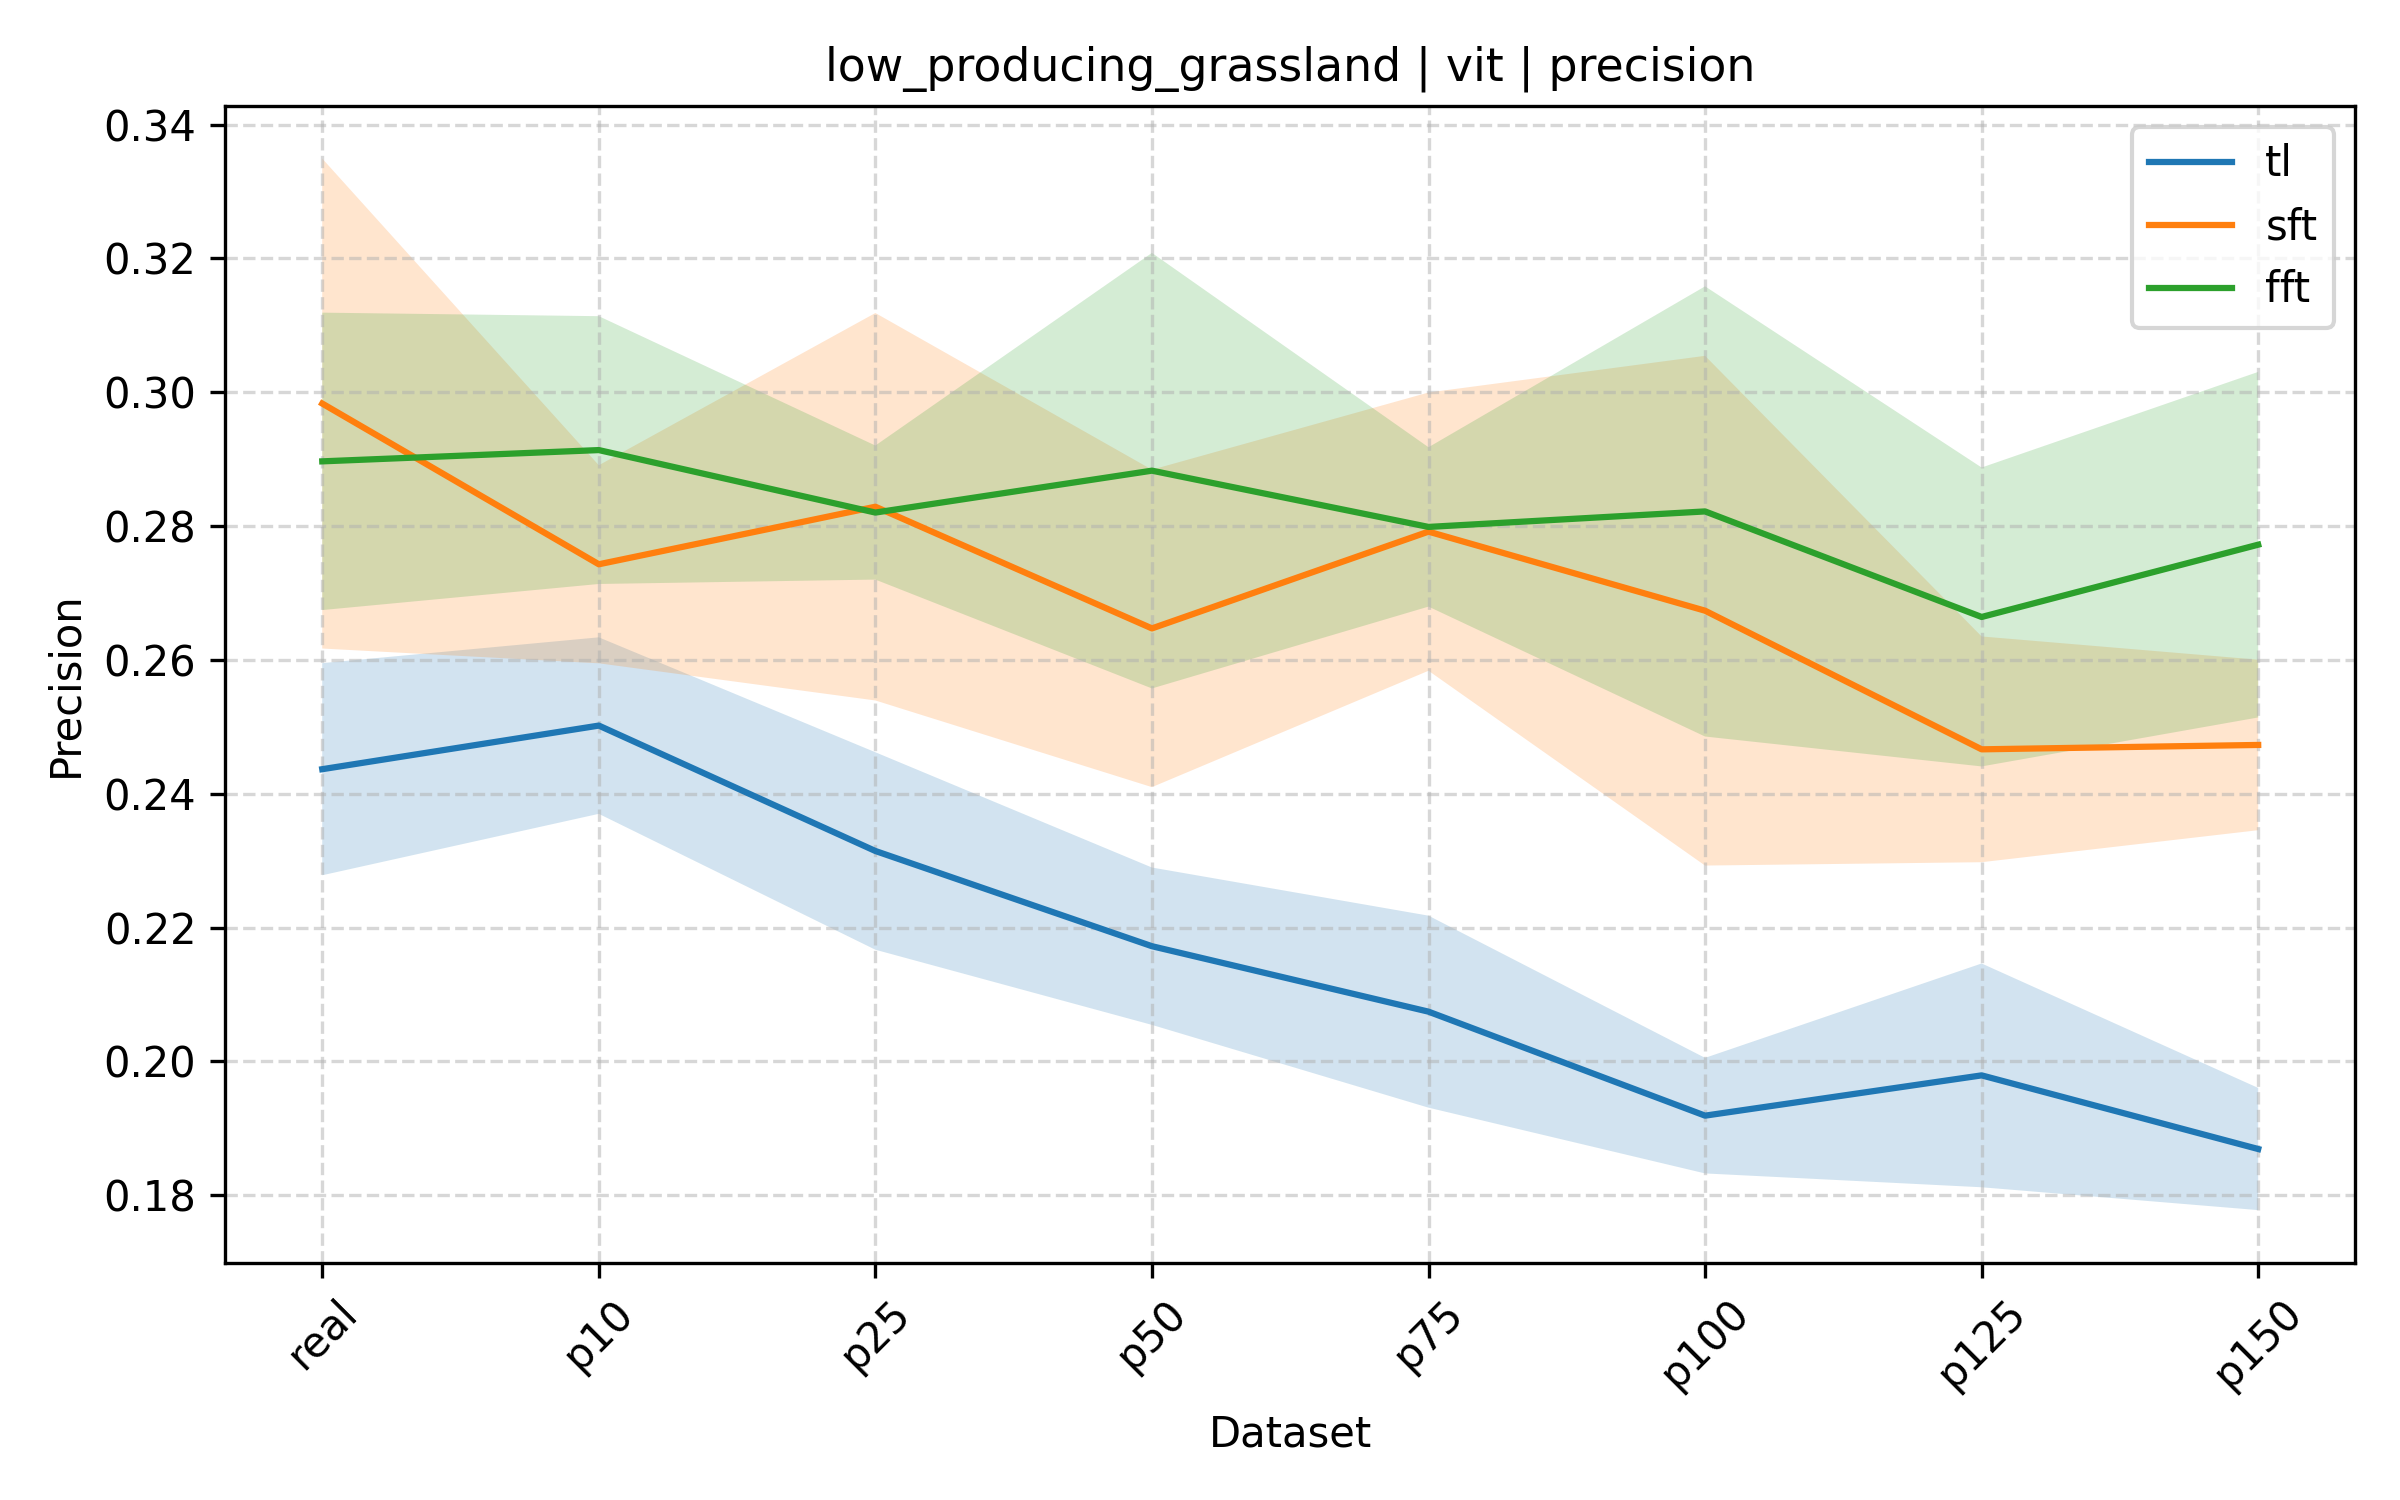 low_producing_grassland | vit | precision
0.34
0.32
0.30
0.28
0.26
0.24
0.22
0.20
0.18
Precision
tl
sft
fft
real
p10
p25
p50
p75
p100
p125
p150
Dataset